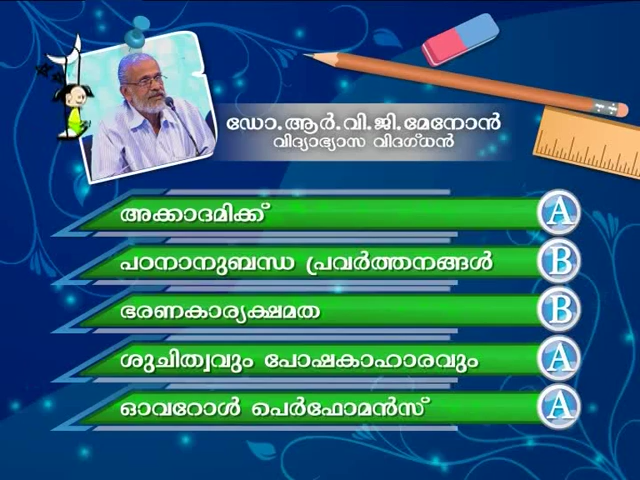 ഡോ.ആർ.വി.ജി.മേനോൻ
വിദ്യാഭ്യാസ വിദഗ്ദ്ധൻ
അക്കാദമിക്ക് A
പഠനാനുബന്ധ പ്രവർത്തനങ്ങൾ B
ഭരണകാര്യക്ഷമത B
ശുചിത്വവും പോഷകാഹാരവും A
ഓവറോൾ പെർഫോമൻസ് A